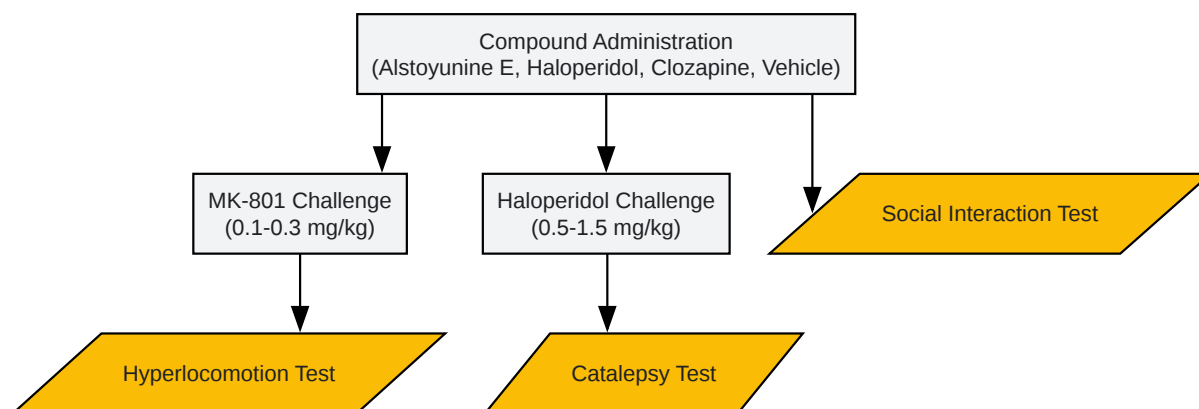 Compound Administration
(Alstoyunine E, Haloperidol, Clozapine, Vehicle)
MK-801 Challenge
(0.1-0.3 mg/kg)
Haloperidol Challenge
(0.5-1.5 mg/kg)
Social Interaction Test
Hyperlocomotion Test
Catalepsy Test